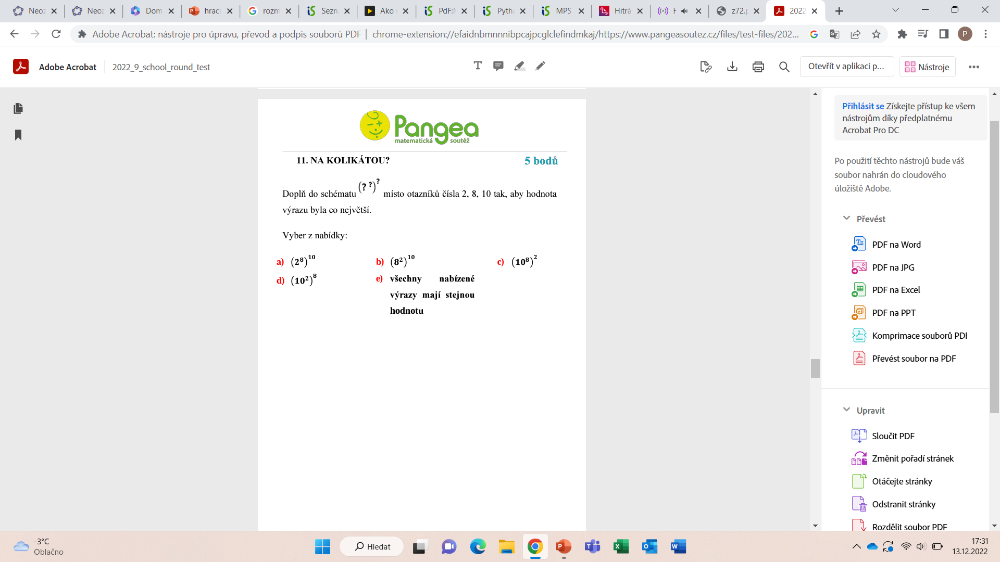 Neoz
Neoz
Dom
hraci
rozm
Sezn
Ako
PdF:
Pyth
MPS
Hitrá
z72.p
2022
Adobe Acrobat: nástroje pro úpravu, převod a podpis souborů PDF | chrome-extension://efaidnbmnnnibpcajpcglclefindmkaj/https://www.pangeasoutez.cz/files/test-files/202...
P
Adobe Acrobat
2022_9_school_round_test
Otevřít v aplikaci p...
Nástroje
Přihlásit se Získejte přístup ke všem
nástrojům díky předplatnému
Acrobat Pro DC
Po použití těchto nástrojů bude váš
soubor nahrán do cloudového
úložiště Adobe.
Převést
PDF na Word
PDF na JPG
PDF na Excel
PDF na PPT
Komprimace souborů PDF
Převést soubor na PDF
Upravit
Sloučit PDF
Změnit pořadí stránek
Otáčejte stránky
Odstranit stránky
Rozdělit soubor PDF
Pangea
matematická soutěž
11. NA KOLIKÁTOU? 5 bodů
Doplň do schématu (? ?)? místo otazníků čísla 2, 8, 10 tak, aby hodnota
výrazu byla co největší.
Vyber z nabídky:
a) (2⁸)¹⁰ b) (8²)¹⁰ c) (10⁸)²
d) (10²)⁸ e) všechny nabízené
výrazy mají stejnou
hodnotu
-3°C
Oblačno
Hledat
17:31
13.12.2022